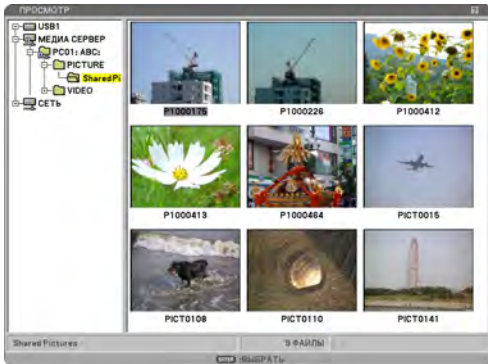 ПРОСМОТР
USB1
МЕДИА СЕРВЕР
PC01: ABC:
PICTURE
SharedPi
VIDEO
СЕТЬ
P1000175 P1000226 P1000412
P1000413 P1000464 PICT0015
PICT0108 PICT0110 PICT0141
Shared Pictures 9 ФАЙЛЫ
ENTER :ВЫБРАТЬ